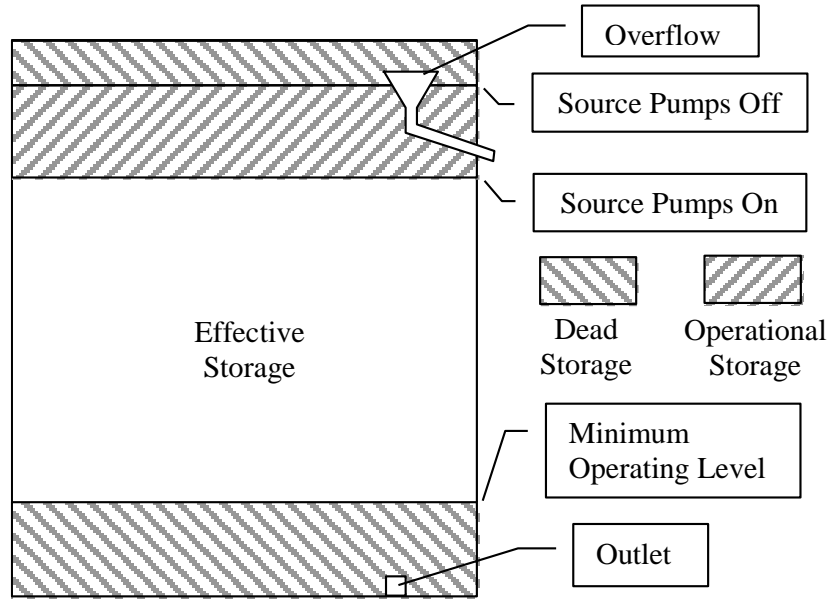 Overflow
Source Pumps Off
Source Pumps On
Effective
Storage
Dead
Storage
Operational
Storage
Minimum
Operating Level
Outlet